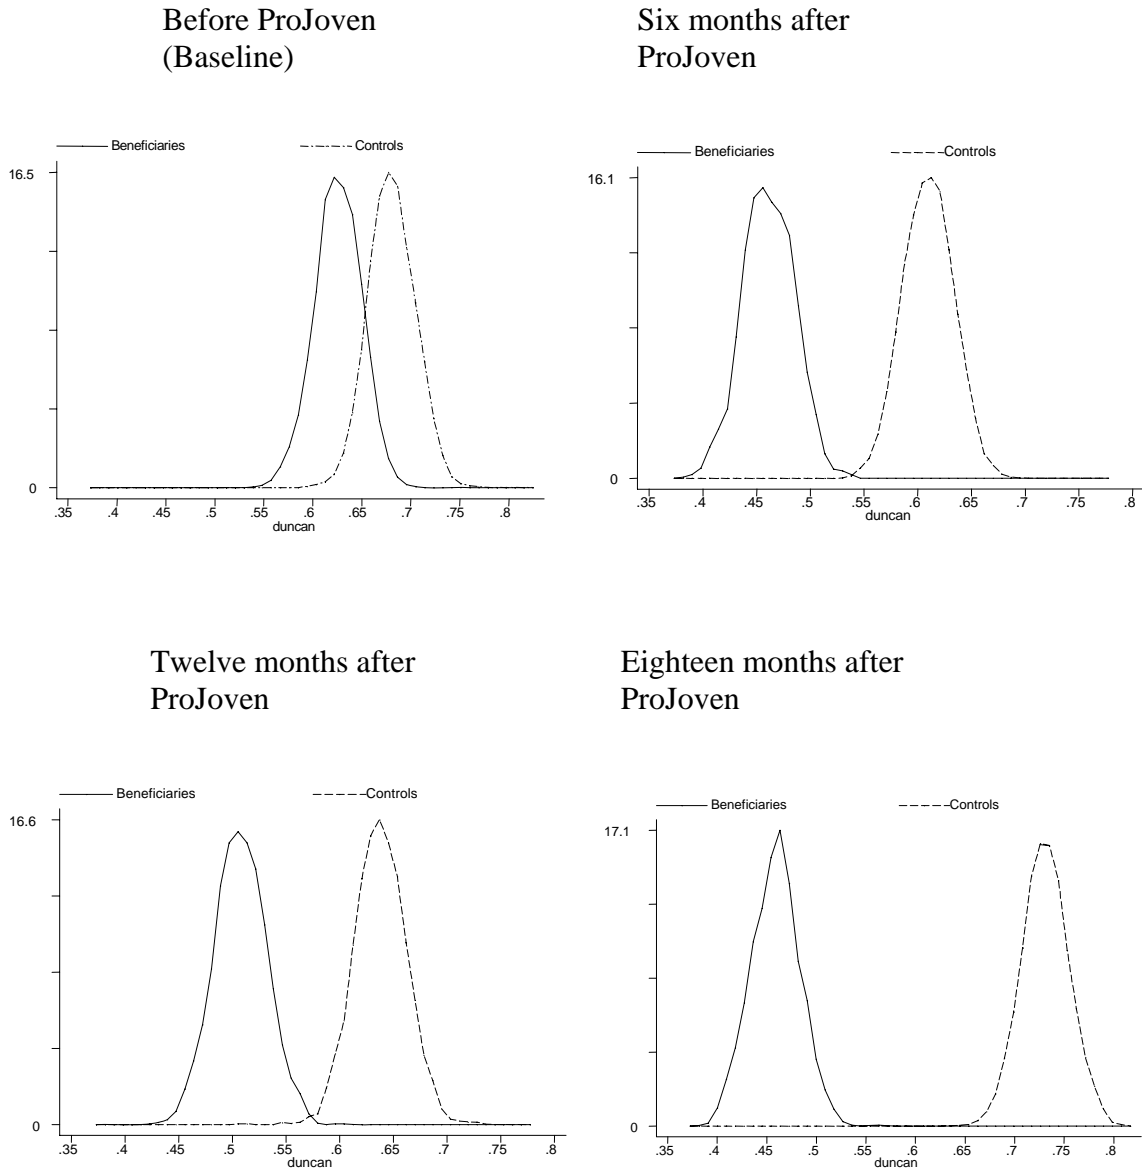 Before ProJoven
(Baseline)
Six months after
ProJoven
Beneficiaries
Controls
16.5
0
.35 .4 .45 .5 .55 .6 .65 .7 .75 .8
duncan
Beneficiaries
Controls
16.1
0
.35 .4 .45 .5 .55 .6 .65 .7 .75 .8
duncan
Twelve months after
ProJoven
Eighteen months after
ProJoven
Beneficiaries
Controls
16.6
0
.35 .4 .45 .5 .55 .6 .65 .7 .75 .8
duncan
Beneficiaries
Controls
17.1
0
.35 .4 .45 .5 .55 .6 .65 .7 .75 .8
duncan